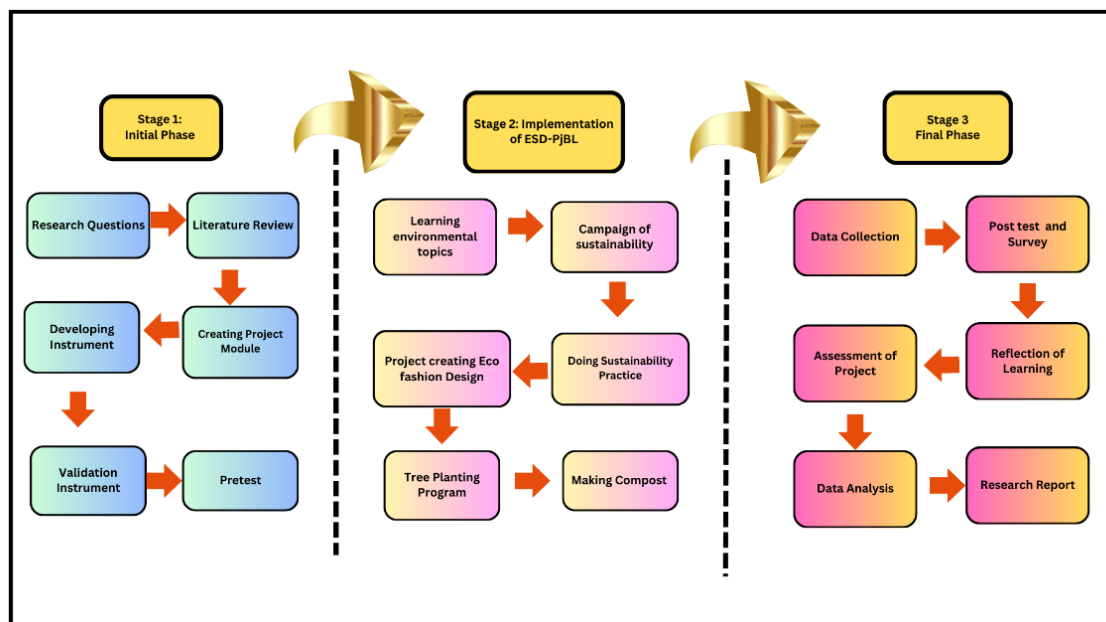 Stage 1:
Initial Phase
Research Questions
Literature Review
Creating Project
Module
Developing
Instrument
Validation
Instrument
Pretest
Stage 2: Implementation
of ESD-PjBL
Learning
environmental
topics
Campaign of
sustainability
Doing Sustainability
Practice
Project creating Eco
fashion Design
Tree Planting
Program
Making Compost
Stage 3
Final Phase
Data Collection
Post test and
Survey
Reflection of
Learning
Assessment of
Project
Data Analysis
Research Report